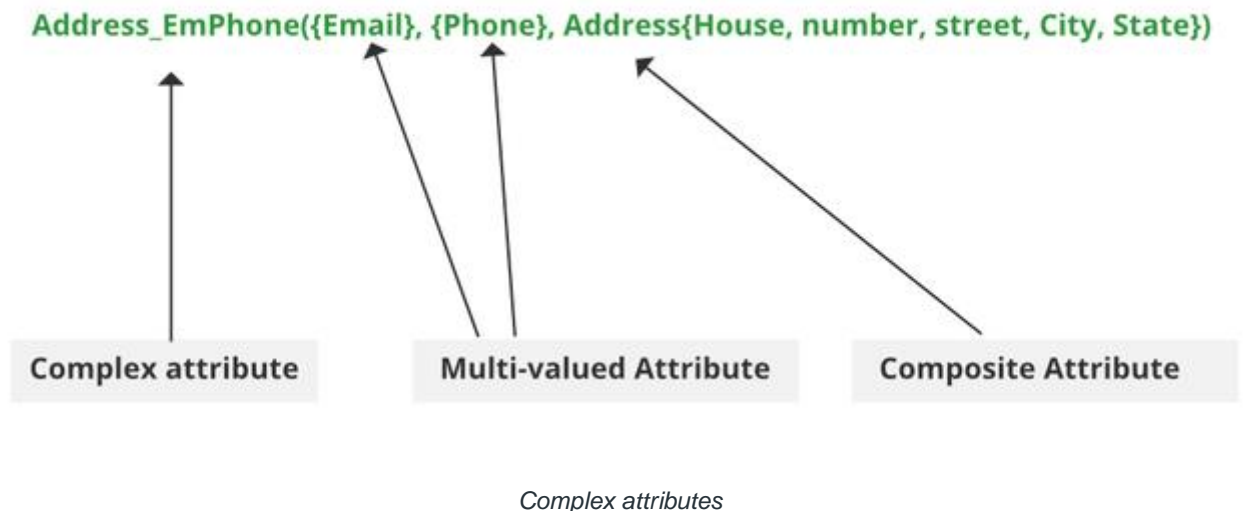 Address_EmPhone({Email}, {Phone}, Address{House, number, street, City, State})
Complex attribute
Multi-valued Attribute
Composite Attribute
Complex attributes